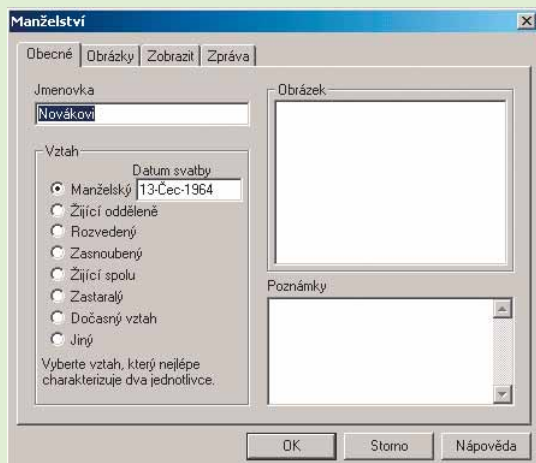 Manželství
Obecné Obrázky Zobrazit Zpráva
Jmenovka
Novákovi
Vztah
Datum svatby
Manželský 13-Čec-1964
Žijící odděleně
Rozvedený
Zasnoubený
Žijící spolu
Zastaralý
Dočasný vztah
Jiný
Vyberte vztah, který nejlépe
charakterizuje dva jednotlivce.
Obrázek
Poznámky
OK Storno Nápověda